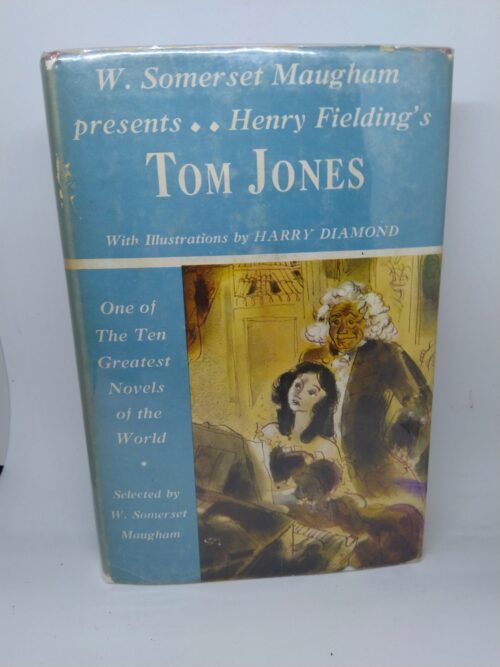 W. Somerset Maugham
presents ⬥ ⬥ Henry Fielding's
TOM JONES
With Illustrations by HARRY DIAMOND
One of
The Ten
Greatest
Novels
of the
World
*
Selected by
W. Somerset
Maugham